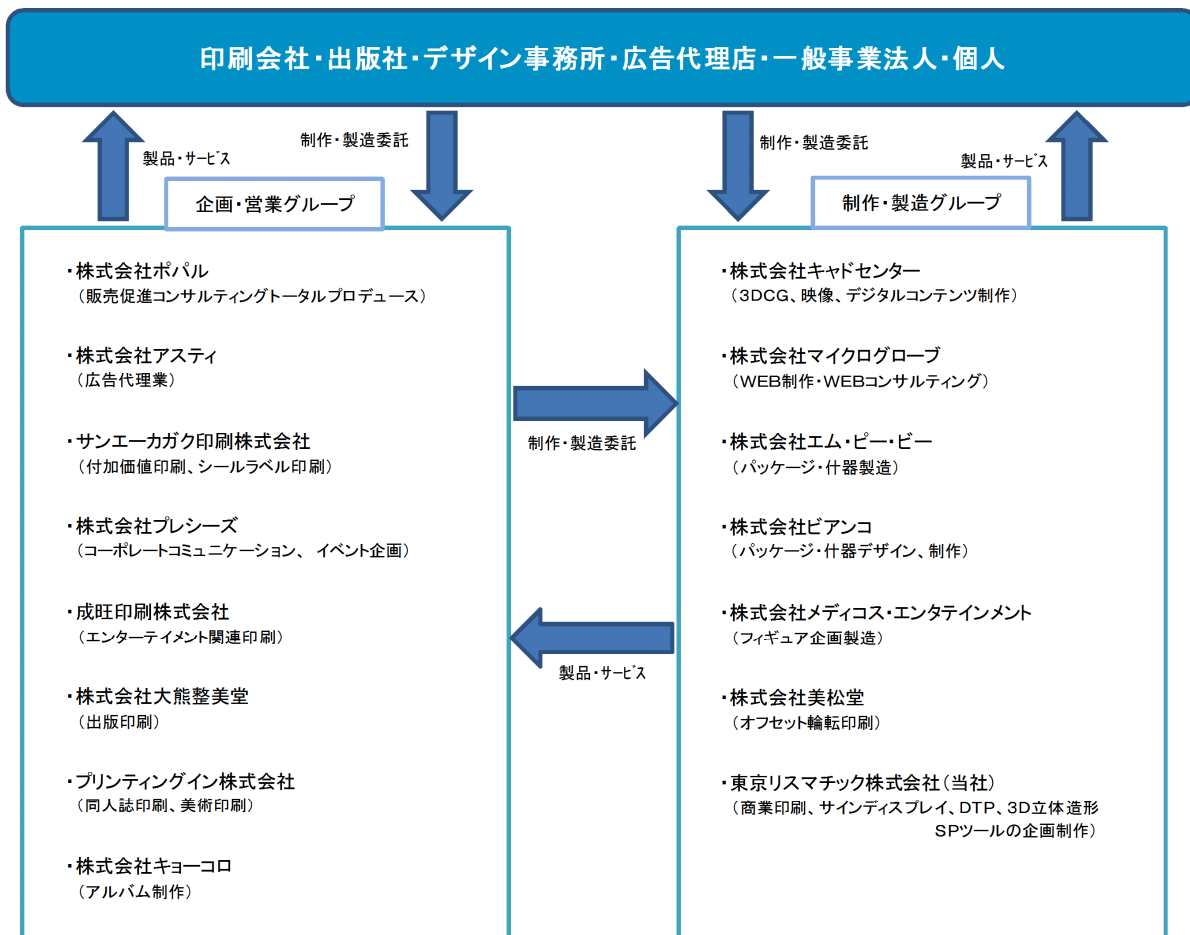 印刷会社・出版社・デザイン事務所・広告代理店・一般事業法人・個人
製品・サービス
制作・製造委託
制作・製造委託
製品・サービス
企画・営業グループ
・株式会社ポパル
(販売促進コンサルティングトータルプロデュース)
・株式会社アスティ
(広告代理業)
・サンエーカガク印刷株式会社
(付加価値印刷、シールラベル印刷)
・株式会社プレシーズ
(コーポレートコミュニケーション、 イベント企画)
・成旺印刷株式会社
(エンターテイメント関連印刷)
・株式会社大熊整美堂
(出版印刷)
・プリンティングイン株式会社
(同人誌印刷、美術印刷)
・株式会社キョーコロ
(アルバム制作)
制作・製造委託
製品・サービス
制作・製造グループ
・株式会社キャドセンター
(3DCG、映像、デジタルコンテンツ制作)
・株式会社マイクログローブ
(WEB制作・WEBコンサルティング)
・株式会社エム・ピー・ビー
(パッケージ・什器製造)
・株式会社ビアンコ
(パッケージ・什器デザイン、制作)
・株式会社メディコス・エンタテインメント
(フィギュア企画製造)
・株式会社美松堂
(オフセット輪転印刷)
・東京リスマチック株式会社(当社)
(商業印刷、サインディスプレイ、DTP、3D立体造形
SPツールの企画制作)